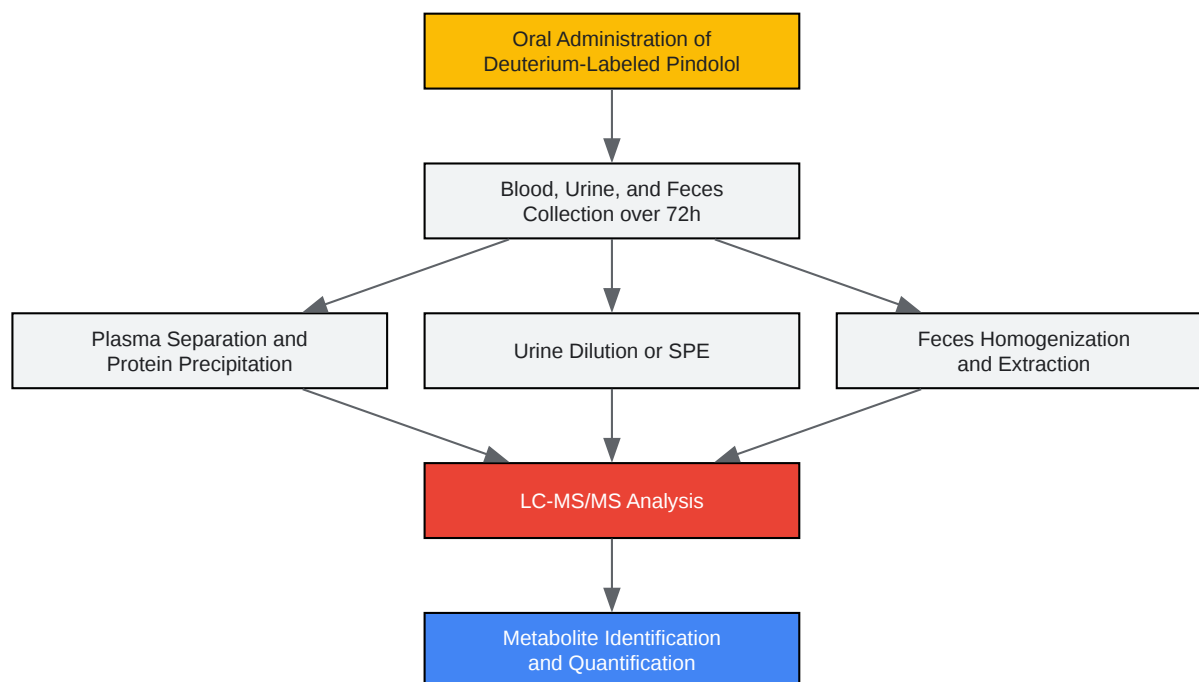 Oral Administration of
Deuterium-Labeled Pindolol
Blood, Urine, and Feces
Collection over 72h
Plasma Separation and
Protein Precipitation
Urine Dilution or SPE
Feces Homogenization
and Extraction
LC-MS/MS Analysis
Metabolite Identification
and Quantification